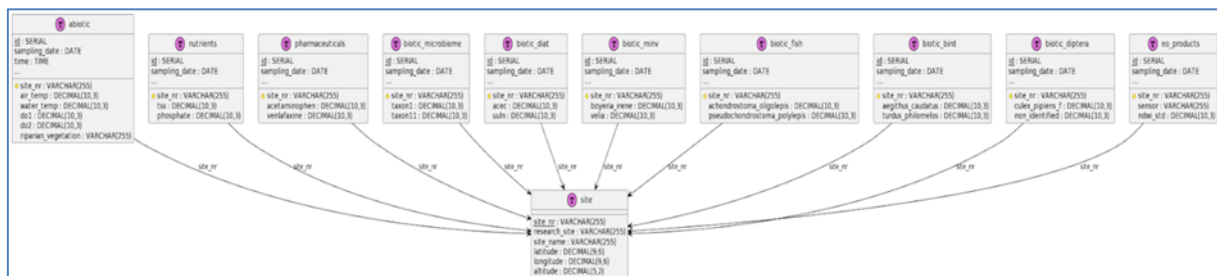 T abiotic
id : SERIAL
sampling_date : DATE
time : TIME
...
site_nr : VARCHAR(255)
air_temp : DECIMAL(10,3)
water_temp : DECIMAL(10,3)
do1 : DECIMAL(10,3)
do2 : DECIMAL(10,3)
riparian_vegetation : VARCHAR(255)
T nutrients
id : SERIAL
sampling_date : DATE
...
site_nr : VARCHAR(255)
tss : DECIMAL(10,3)
phosphate : DECIMAL(10,3)
T pharmaceuticals
id : SERIAL
sampling_date : DATE
...
site_nr : VARCHAR(255)
acetaminophen : DECIMAL(10,3)
venlafaxine : DECIMAL(10,3)
T biotic_microbiome
id : SERIAL
sampling_date : DATE
...
site_nr : VARCHAR(255)
taxon1 : DECIMAL(10,3)
taxon11 : DECIMAL(10,3)
T biotic_diat
id : SERIAL
sampling_date : DATE
...
site_nr : VARCHAR(255)
acec : DECIMAL(10,3)
uuln : DECIMAL(10,3)
T biotic_minv
id : SERIAL
sampling_date : DATE
...
site_nr : VARCHAR(255)
boyeria_irene : DECIMAL(10,3)
velia : DECIMAL(10,3)
T biotic_fish
id : SERIAL
sampling_date : DATE
...
site_nr : VARCHAR(255)
achondrostoma_oligolepis : DECIMAL(10,3)
pseudochondrostoma_polylepis : DECIMAL(10,3)
T biotic_bird
id : SERIAL
sampling_date : DATE
...
site_nr : VARCHAR(255)
aegithus_caudatus : DECIMAL(10,3)
turdus_philomelos : DECIMAL(10,3)
T biotic_diptera
id : SERIAL
sampling_date : DATE
...
site_nr : VARCHAR(255)
culex_pipiens_f : DECIMAL(10,3)
non_identified : DECIMAL(10,3)
T eo_products
id : SERIAL
sampling_date : DATE
...
site_nr : VARCHAR(255)
sensor : VARCHAR(255)
ndwi_std : DECIMAL(10,3)
site_nr
site_nr
site_nr
site_nr
site_nr
site_nr
site_nr
site_nr
site_nr
site_nr
T site
site_nr : VARCHAR(255)
research_site : VARCHAR(255)
site_name : VARCHAR(255)
latitude : DECIMAL(9,6)
longitude : DECIMAL(9,6)
altitude : DECIMAL(5,2)